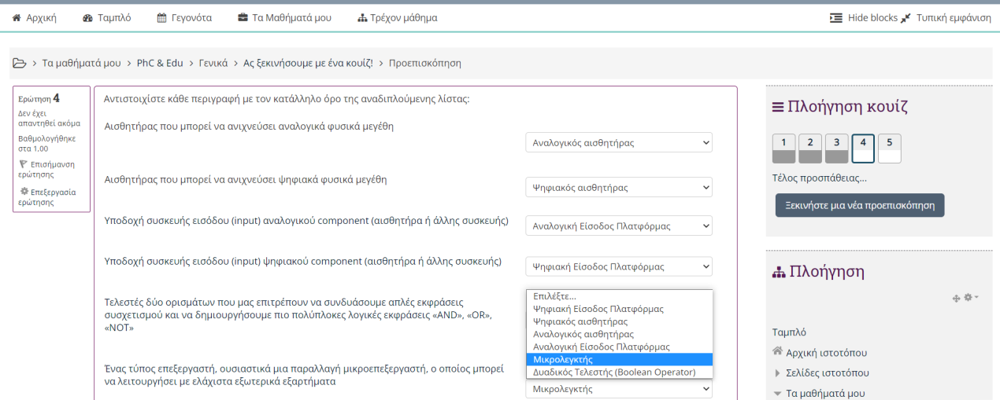 Αρχική Ταμπλό Γεγονότα Τα Μαθήματά μου Τρέχον μάθημα Hide blocks Τυπική εμφάνιση
> Τα μαθήματά μου > PhC & Edu > Γενικά > Ας ξεκινήσουμε με ένα κουίζ! > Προεπισκόπηση
Ερώτηση 4
Δεν έχει
απαντηθεί ακόμα
Βαθμολογήθηκε
στα 1,00
Επισήμανση
ερώτησης
Επεξεργασία
ερώτησης
Αντιστοιχίστε κάθε περιγραφή με τον κατάλληλο όρο της αναδιπλούμενης λίστας:
Αισθητήρας που μπορεί να ανιχνεύσει αναλογικά φυσικά μεγέθη
Αναλογικός αισθητήρας
Αισθητήρας που μπορεί να ανιχνεύσει ψηφιακά φυσικά μεγέθη
Ψηφιακός αισθητήρας
Υποδοχή συσκευής εισόδου (input) αναλογικού component (αισθητήρα ή άλλης συσκευής)
Αναλογική Είσοδος Πλατφόρμας
Υποδοχή συσκευής εισόδου (input) ψηφιακού component (αισθητήρα ή άλλης συσκευής)
Ψηφιακή Είσοδος Πλατφόρμας
Τελεστές δύο ορισμάτων που μας επιτρέπουν να συνδυάσουμε απλές εκφράσεις
συσχετισμού και να δημιουργήσουμε πιο πολύπλοκες λογικές εκφράσεις «AND», «OR»,
«NOT»
Επιλέξτε...
Ψηφιακή Είσοδος Πλατφόρμας
Ψηφιακός αισθητήρας
Αναλογικός αισθητήρας
Αναλογική Είσοδος Πλατφόρμας
Μικρολεγκτής
Δυαδικός Τελεστής (Boolean Operator)
Ένας τύπος επεξεργαστή, ουσιαστικά μια παραλλαγή μικροεπεξεργαστή, ο οποίος μπορεί
να λειτουργήσει με ελάχιστα εξωτερικά εξαρτήματα
Μικρολεγκτής
Πλοήγηση κουίζ
1 2 3 4 5
Τέλος προσπάθειας...
Ξεκινήστε μια νέα προεπισκόπηση
Πλοήγηση
Ταμπλό
Αρχική ιστοτόπου
Σελίδες ιστοτόπου
Τα μαθήματά μου